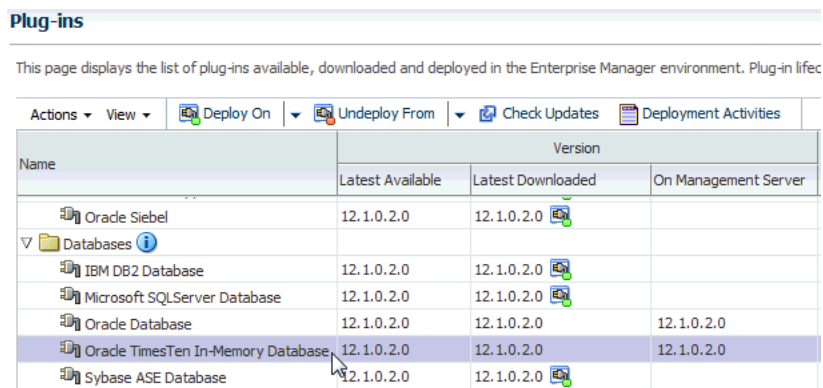 Plug-ins
This page displays the list of plug-ins available, downloaded and deployed in the Enterprise Manager environment. Plug-in
Actions View Deploy On Undeploy From Check Updates Deployment Activities
Name Version
Latest Available Latest Downloaded On Management Server
Oracle Siebel 12.1.0.2.0 12.1.0.2.0
Databases
IBM DB2 Database 12.1.0.2.0 12.1.0.2.0
Microsoft SQLServer Database 12.1.0.2.0 12.1.0.2.0
Oracle Database 12.1.0.2.0 12.1.0.2.0 12.1.0.2.0
Oracle TimesTen In-Memory Database 12.1.0.2.0 12.1.0.2.0 12.1.0.2.0
Sybase ASE Database 12.1.0.2.0 12.1.0.2.0